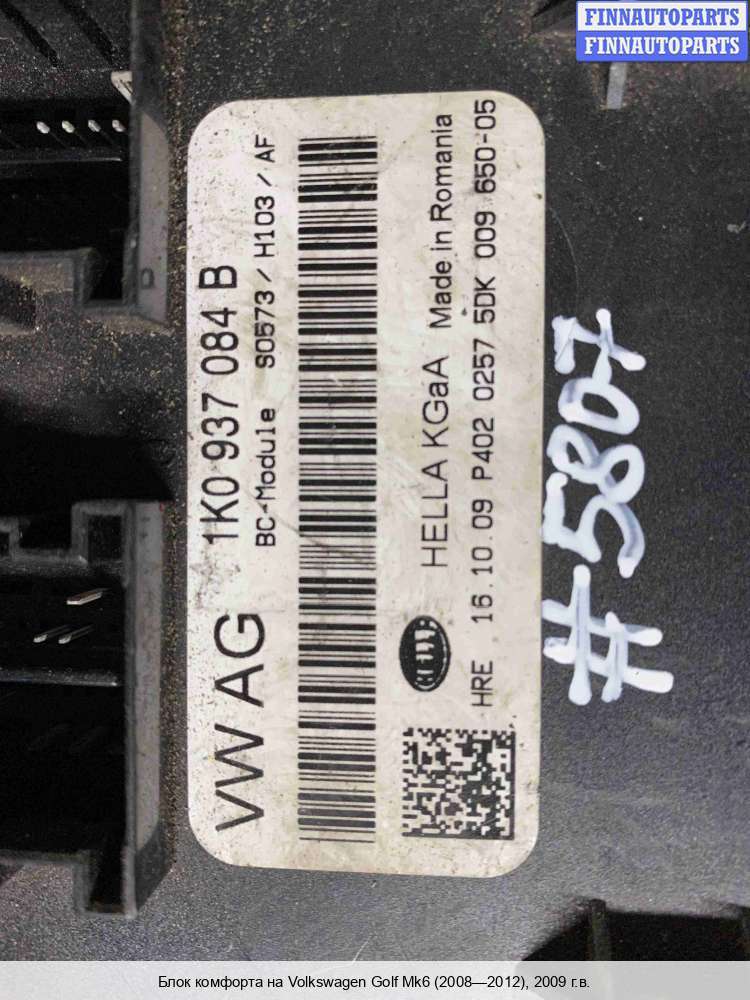 FINNAUTOPARTS
FINNAUTOPARTS
VW AG 1K0 937 084 B
BC-Module S0573 / H103 / AF
HELLA HELLA KGaA Made in Romania
HRE 16.10.09 P402 0257 5DK 009 650-05
#5807
Блок комфорта на Volkswagen Golf Mk6 (2008—2012), 2009 г.в.